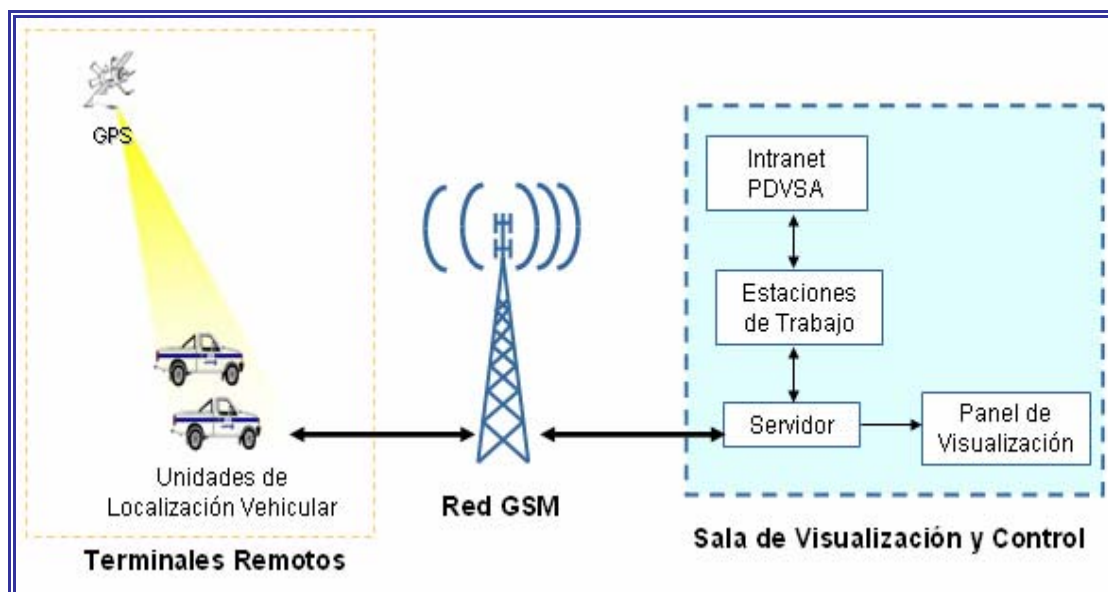 GPS
Unidades de
Localización Vehicular
Terminales Remotos
Red GSM
Intranet
PDVSA
Estaciones
de Trabajo
Servidor
Panel de
Visualización
Sala de Visualización y Control